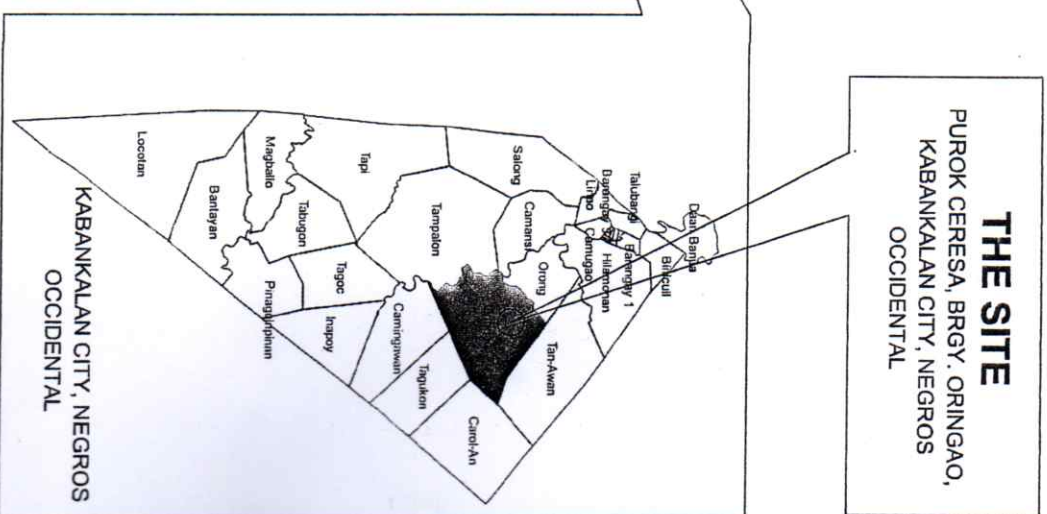 THE SITE
PUROK CERESA, BRGY. ORINGAO,
KABANKALAN CITY, NEGROS
OCCIDENTAL
Daan Banua
Binicuil
Talubangi
Barangay 1
Hilamonan
Limao
Camugao
Tan-Awan
Orong
Camansi
Salong
Carol-An
Tagukon
Camingawan
Tampalon
Tapi
Inapoy
Tagoc
Tabugon
Magballo
Pinaguinpinan
Bantayan
Locotan
KABANKALAN CITY, NEGROS
OCCIDENTAL